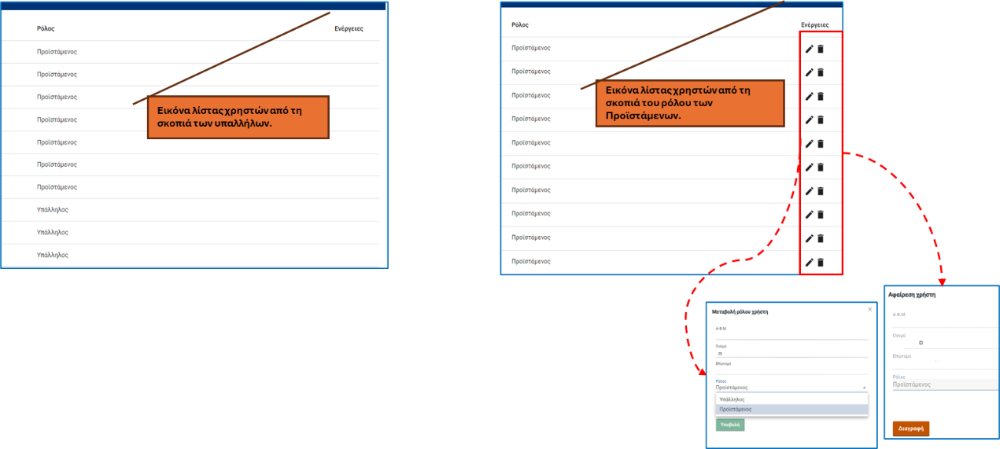 Ρόλος Ενέργειες
Προϊστάμενος
Προϊστάμενος
Προϊστάμενος
Προϊστάμενος
Προϊστάμενος
Προϊστάμενος
Προϊστάμενος
Υπάλληλος
Υπάλληλος
Υπάλληλος
Εικόνα λίστας χρηστών από τη
σκοπιά των υπαλλήλων.
Ρόλος Ενέργειες
Προϊστάμενος
Προϊστάμενος
Προϊστάμενος
Προϊστάμενος
Προϊστάμενος
Προϊστάμενος
Προϊστάμενος
Προϊστάμενος
Προϊστάμενος
Προϊστάμενος
Εικόνα λίστας χρηστών από τη
σκοπιά του ρόλου των
Προϊστάμενων.
Μεταβολή ρόλου χρήστη
Α.Φ.Μ.
Όνομα
Επώνυμο
Ρόλος
Προϊστάμενος
Υπάλληλος
Προϊστάμενος
Υποβολή
Αφαίρεση χρήστη
Α.Φ.Μ.
Όνομα
Επώνυμο
Ρόλος
Προϊστάμενος
Διαγραφή